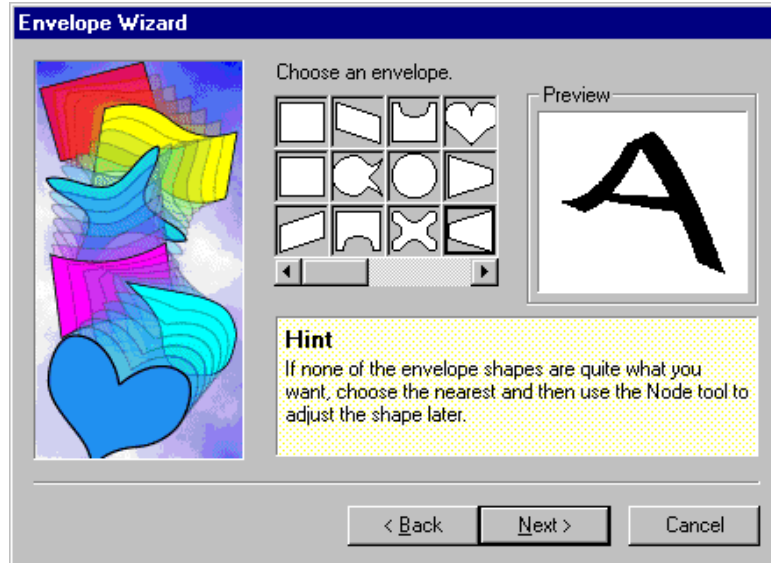 Envelope Wizard
Choose an envelope.
Preview
A
Hint
If none of the envelope shapes are quite what you
want, choose the nearest and then use the Node tool to
adjust the shape later.
< Back
Next >
Cancel